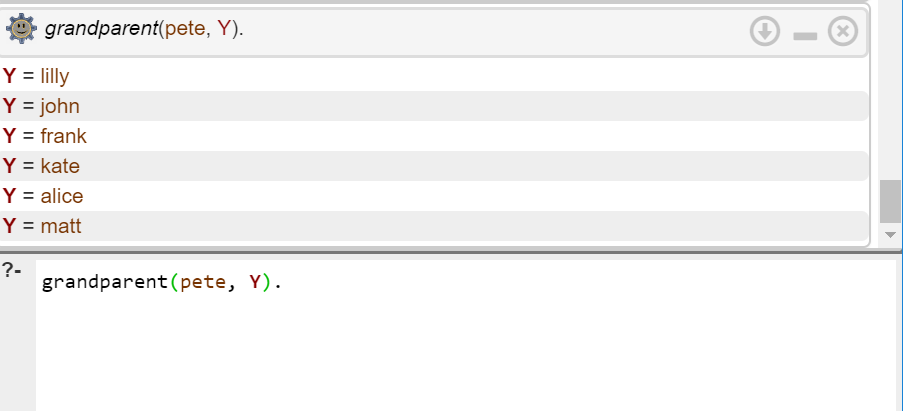 grandparent(pete, Y).
Y = lilly
Y = john
Y = frank
Y = kate
Y = alice
Y = matt
?- grandparent(pete, Y).